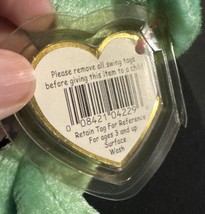 Please remove all swing tags
before giving this item to a child
0 08421 04229
Retain Tag For Reference
For ages 3 and up
Surface
Wash